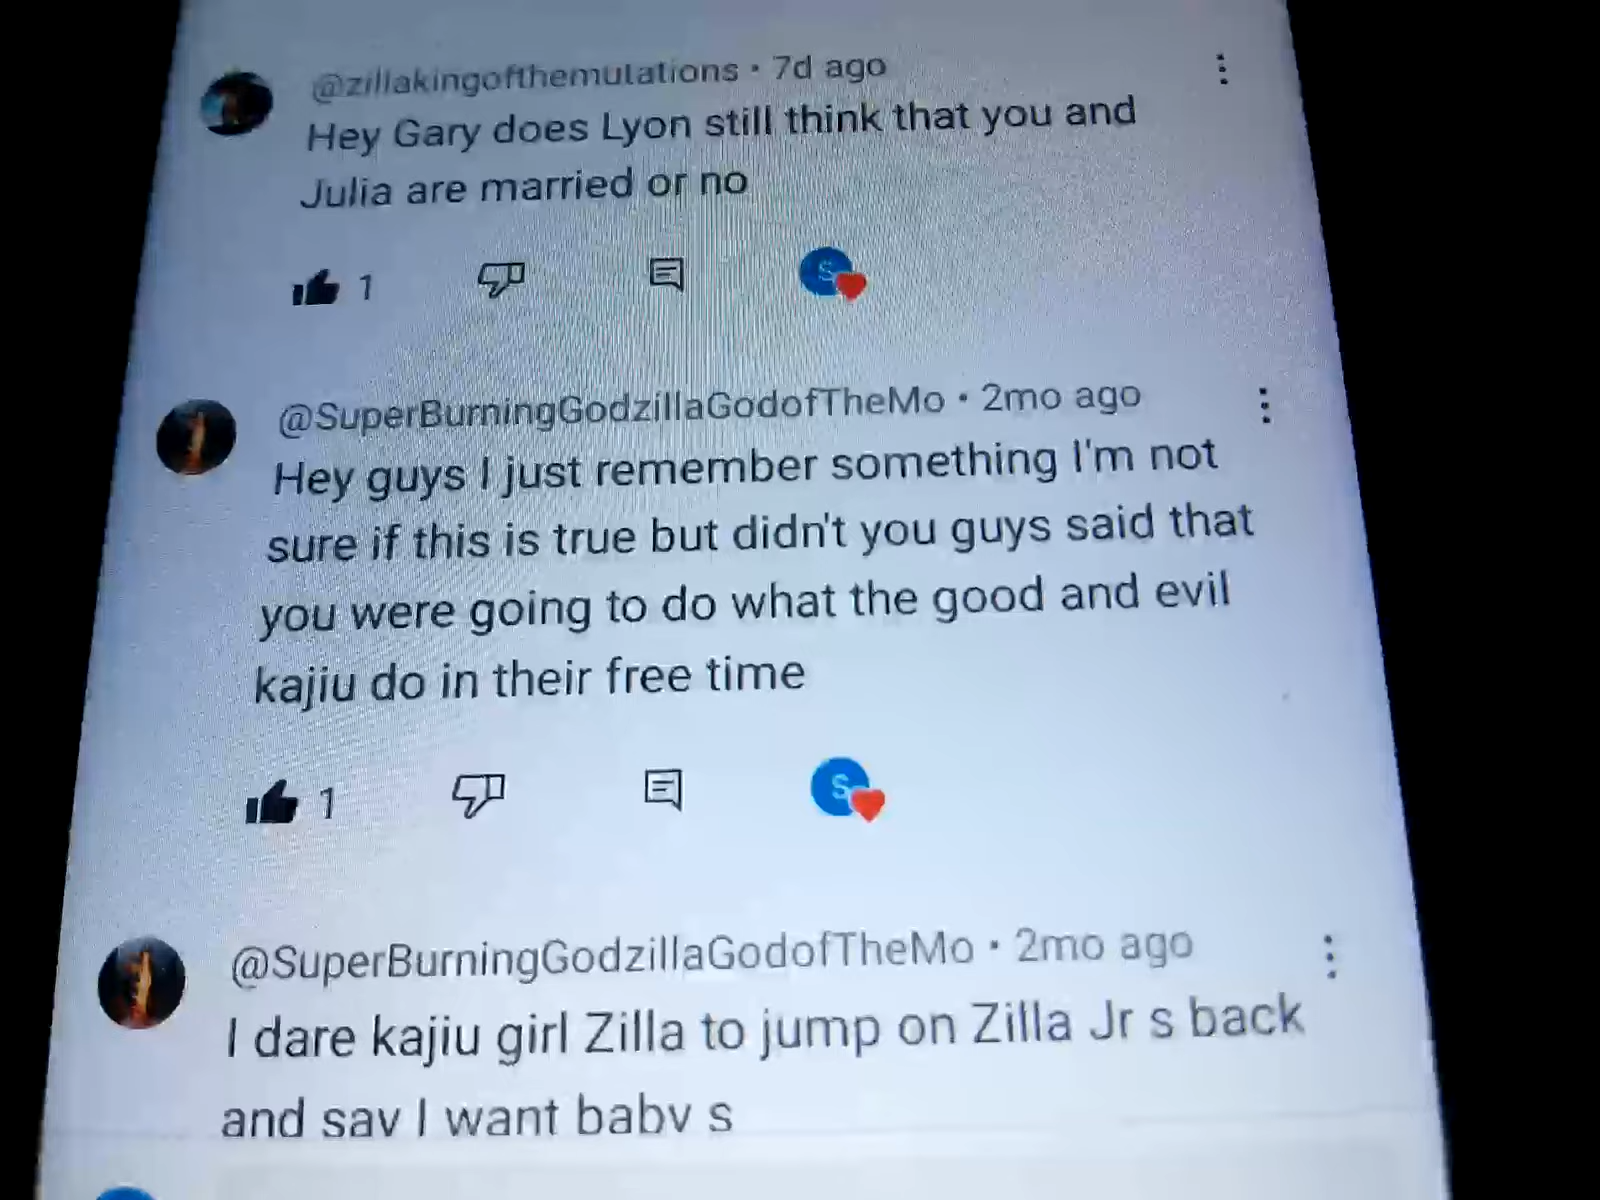 @zillakingofthemutations · 7d ago
Hey Gary does Lyon still think that you and
Julia are married or no
1
S
@SuperBurningGodzillaGodofTheMo · 2mo ago
Hey guys I just remember something I'm not
sure if this is true but didn't you guys said that
you were going to do what the good and evil
kajiu do in their free time
1
S
@SuperBurningGodzillaGodofTheMo · 2mo ago
I dare kajiu girl Zilla to jump on Zilla Jr s back
and say I want baby s